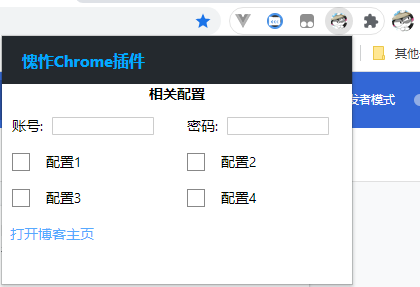 愧怍Chrome插件
相关配置
账号: 密码:
配置1 配置2
配置3 配置4
打开博客主页
其他
发者模式